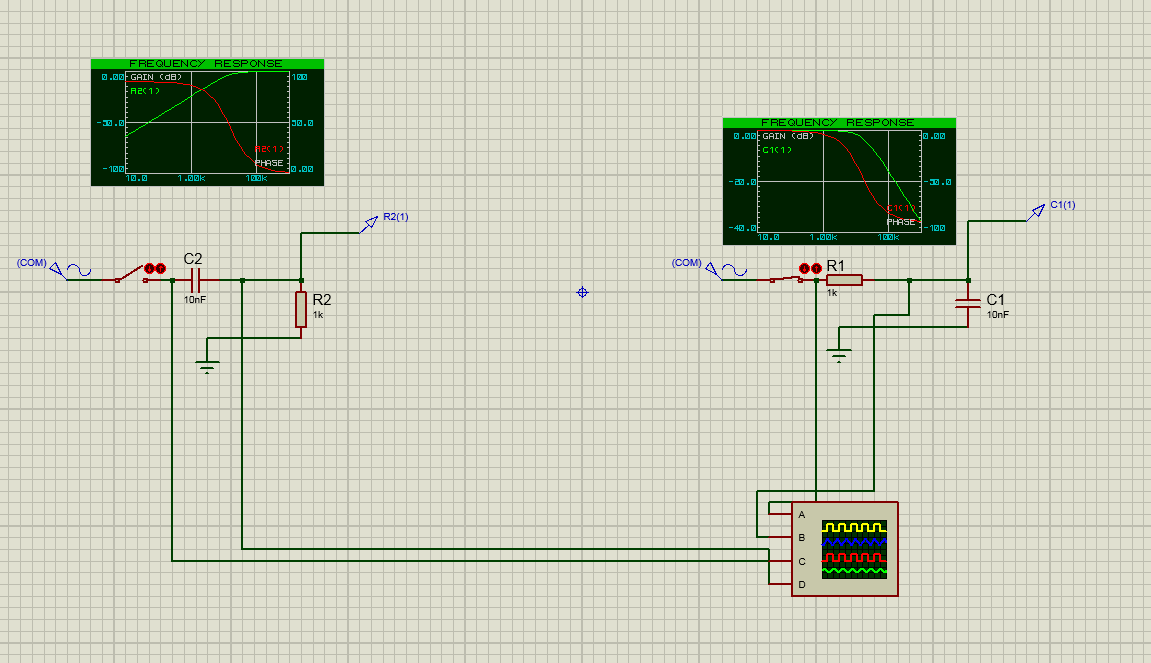 FREQUENCY RESPONSE
0.00 GAIN (dB) 100
R2(1)
-50.0 50.0
R2(1)
PHASE
-100 0.00
10.0 1.00k 100k
FREQUENCY RESPONSE
0.00 GAIN (dB) 0.00
C1(1)
-20.0 -50.0
C1(1)
PHASE
-40.0 -100
10.0 1.00k 100k
R2(1)
C1(1)
(COM)
C2
10nF
R2
1k
(COM)
R1
1k
C1
10nF
A
B
C
D